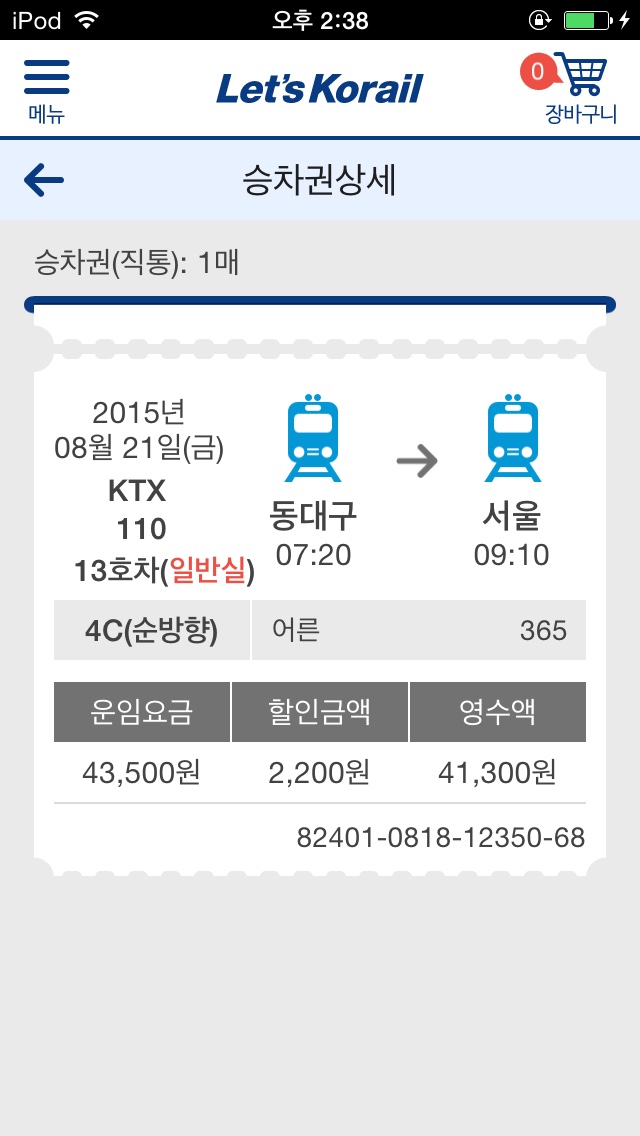 iPod 오후 2:38
메뉴 Let's Korail 0 장바구니
승차권상세
승차권(직통): 1매
2015년
08월 21일(금)
KTX
110
13호차(일반실)
동대구 서울
07:20 09:10
4C(순방향) 어른 365
운임요금 할인금액 영수액
43,500원 2,200원 41,300원
82401-0818-12350-68